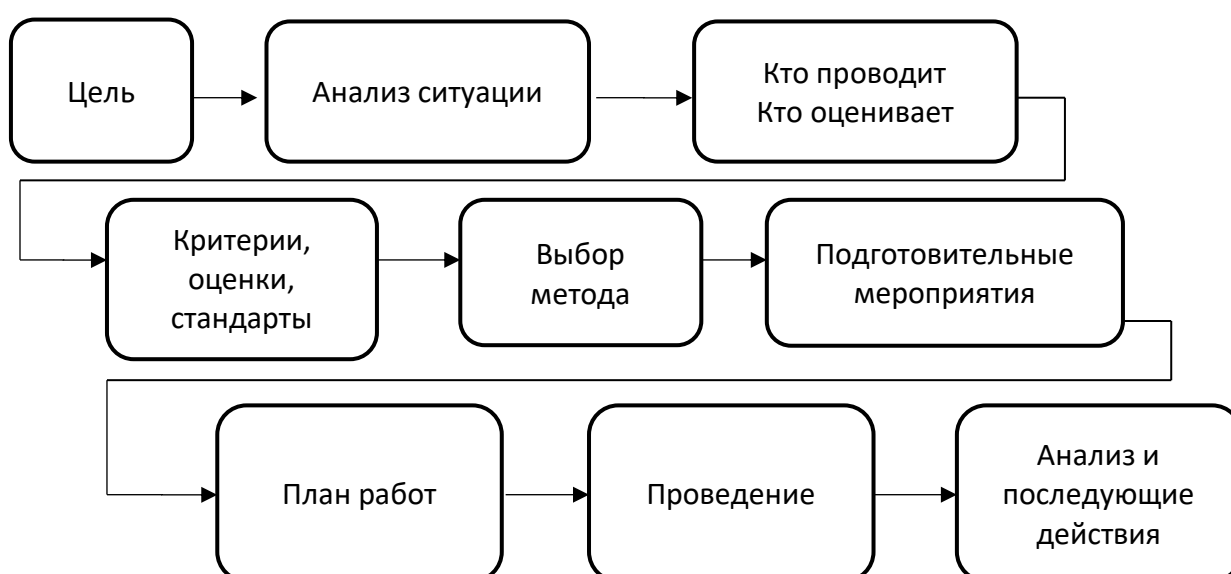 Цель
Анализ ситуации
Кто проводит
Кто оценивает
Критерии,
оценки,
стандарты
Выбор
метода
Подготовительные
мероприятия
План работ
Проведение
Анализ и
последующие
действия